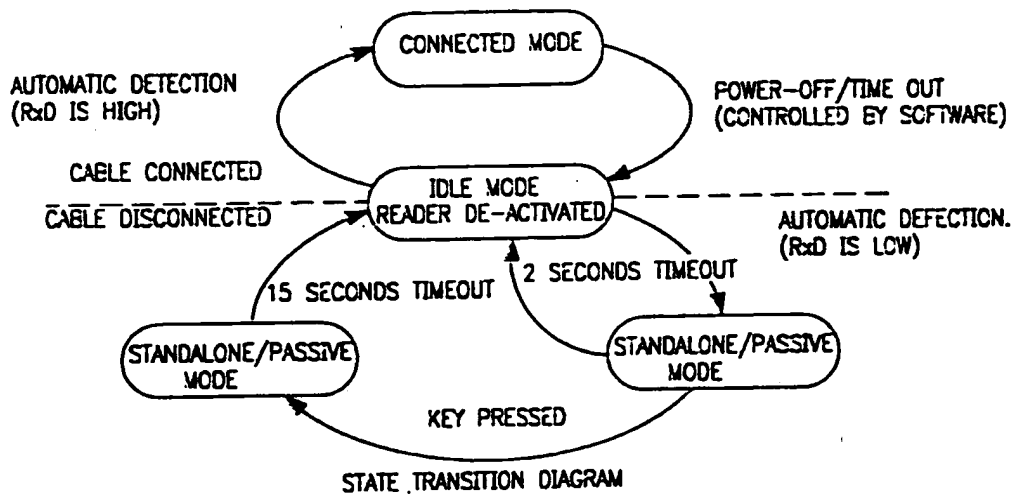 CONNECTED MODE
AUTOMATIC DETECTION
(RxD IS HIGH)
POWER-OFF/TIME OUT
(CONTROLLED BY SOFTWARE)
CABLE CONNECTED
IDLE MODE
READER DE-ACTIVATED
CABLE DISCONNECTED
AUTOMATIC DEFECTION.
(RxD IS LOW)
2 SECONDS TIMEOUT
15 SECONDS TIMEOUT
STANDALONE/PASSIVE
MODE
STANDALONE/PASSIVE
MODE
KEY PRESSED
STATE TRANSITION DIAGRAM